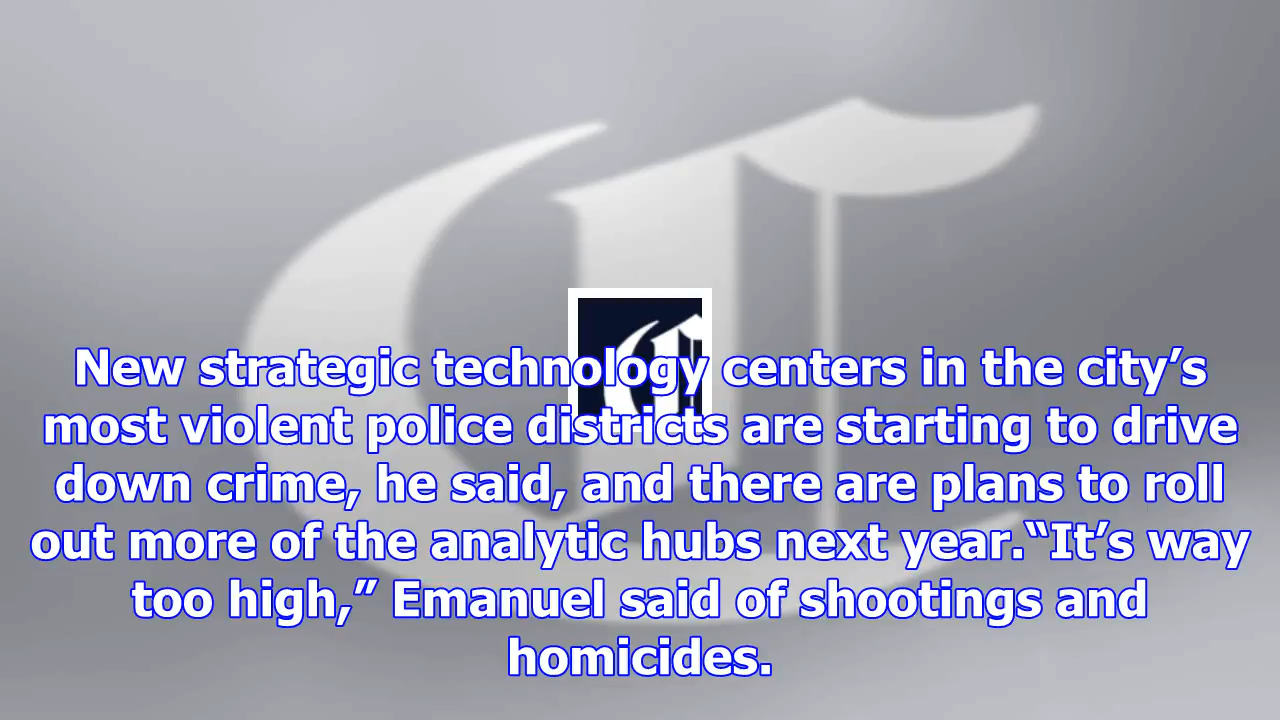 New strategic technology centers in the city’s
most violent police districts are starting to drive
down crime, he said, and there are plans to roll
out more of the analytic hubs next year.“It’s way
too high,” Emanuel said of shootings and
homicides.